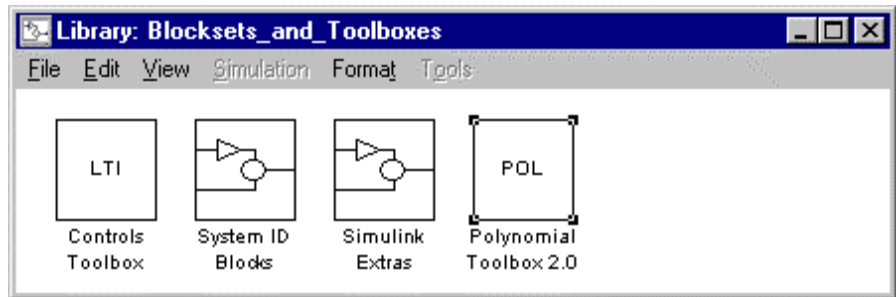 Library: Blocksets_and_Toolboxes
File Edit View Simulation Format Tools
LTI
POL
Controls Toolbox
System ID Blocks
Simulink Extras
Polynomial Toolbox 2.0